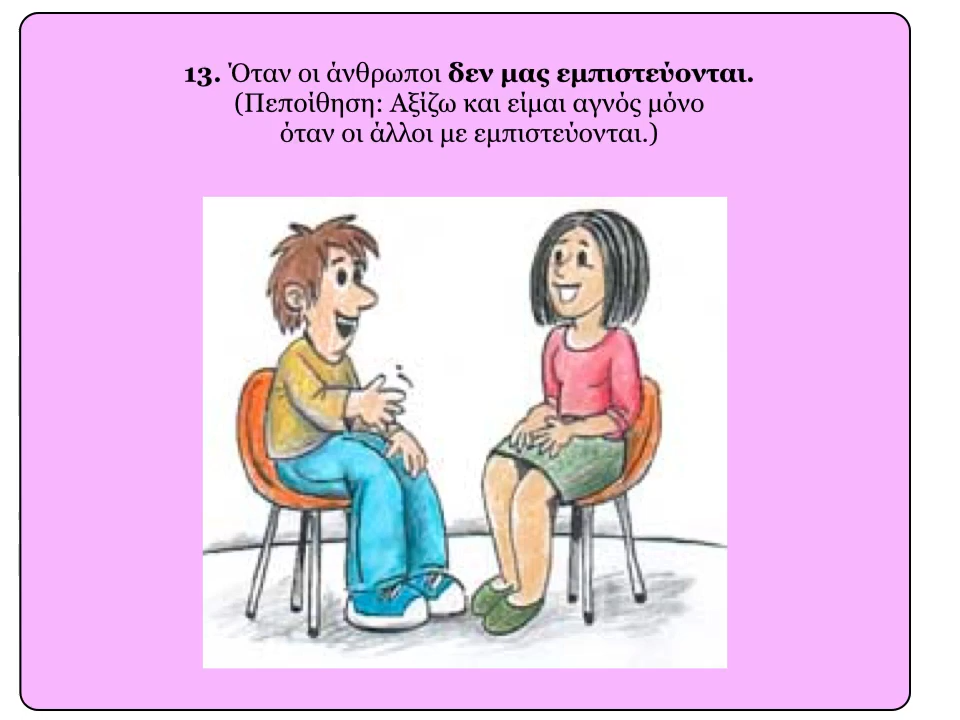 13. Όταν οι άνθρωποι δεν μας εμπιστεύονται.
(Πεποίθηση: Αξίζω και είμαι αγνός μόνο
όταν οι άλλοι με εμπιστεύονται.)